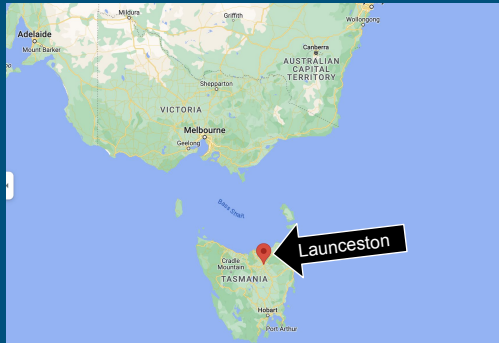 Mildura
Griffith
Wollongong
Adelaide
Mount Barker
Canberra
AUSTRALIAN
CAPITAL
TERRITORY
Shepparton
VICTORIA
Melbourne
Geelong
Bass Strait
Launceston
Cradle
Mountain
TASMANIA
Hobart
Port Arthur